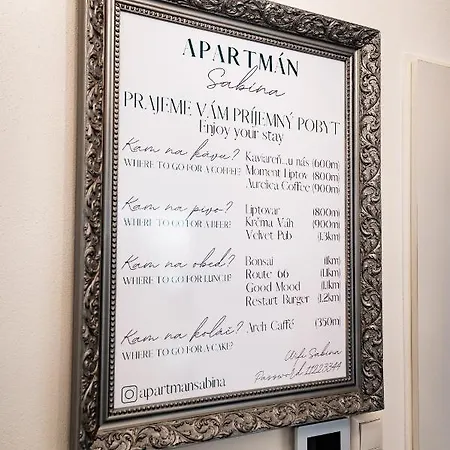 APARTMÁN
Sabina
PRAJEME VÁM PRÍJEMNÝ POBYT
Enjoy your stay
Kam na kávu? Kaviareň...u nás (600m)
WHERE TO GO FOR A COFFEE? Moment Liptov (800m)
Aurelica Coffee (900m)
Kam na pivo? Liptovar (800m)
WHERE TO GO FOR A BEER? Krčma Váh (900m)
Velvet Pub (1.3km)
Kam na obed? Bonsai (1km)
WHERE TO GO FOR LUNCH? Route 66 (1.1km)
Good Mood (1.1km)
Restart Burger (1.2km)
Kam na koláč? Arch Caffé (350m)
WHERE TO GO FOR A CAKE?
Wifi Sabina
Password 11223344
@apartmansabina